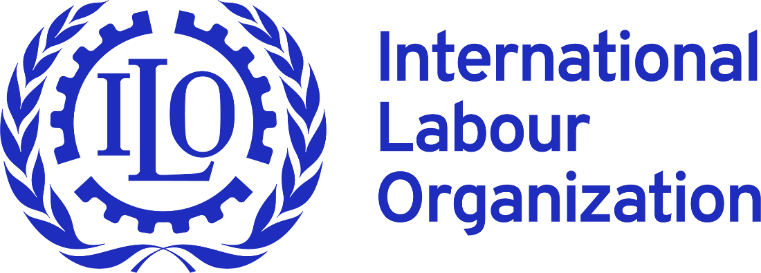 ILO
International
Labour
Organization